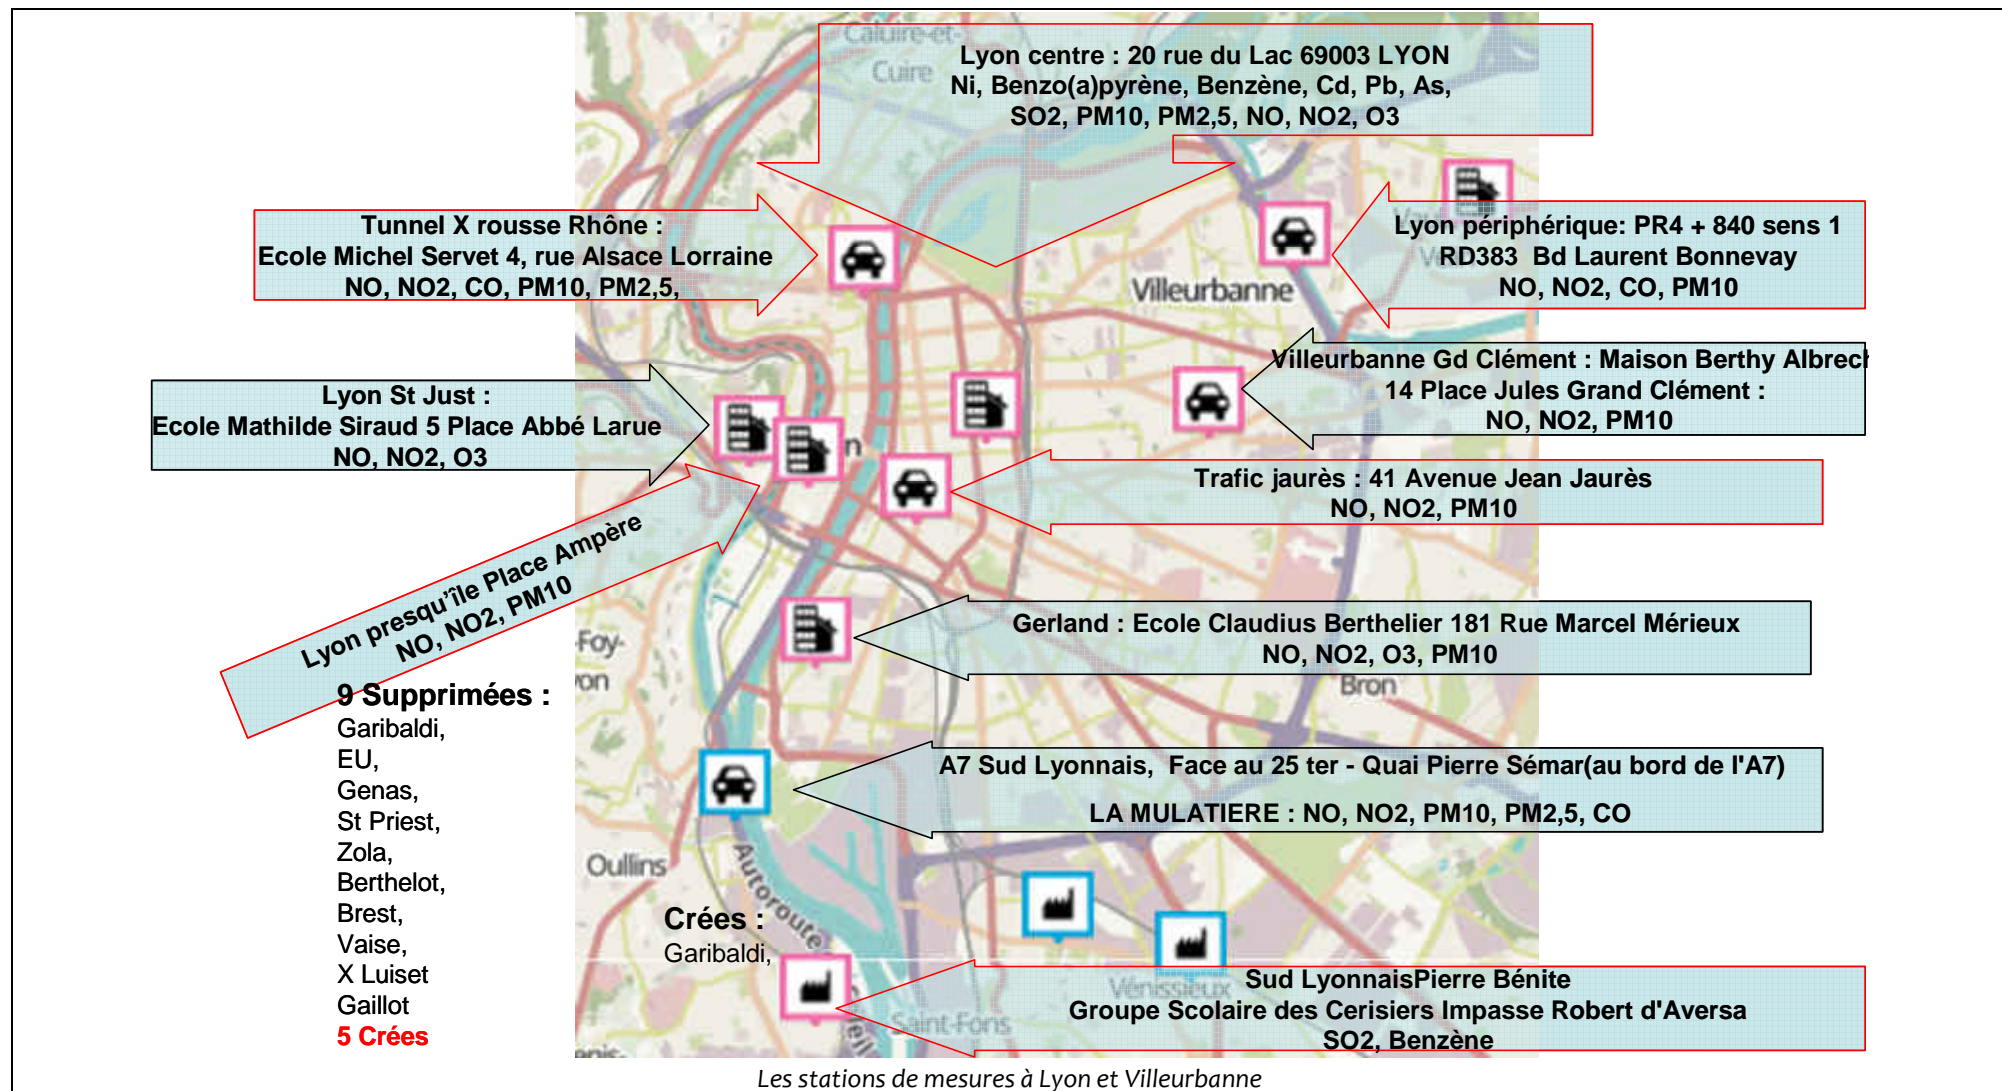 Caluire-et-
Cuire
Lyon centre : 20 rue du Lac 69003 LYON
Ni, Benzo(a)pyrène, Benzène, Cd, Pb, As,
SO2, PM10, PM2,5, NO, NO2, O3
Tunnel X rousse Rhône :
Ecole Michel Servet 4, rue Alsace Lorraine
NO, NO2, CO, PM10, PM2,5,
Lyon périphérique: PR4 + 840 sens 1
RD383 Bd Laurent Bonnevay
NO, NO2, CO, PM10
Villeurbanne
Villeurbanne Gd Clément : Maison Berthy Albrech
14 Place Jules Grand Clément :
NO, NO2, PM10
Lyon St Just :
Ecole Mathilde Siraud 5 Place Abbé Larue
NO, NO2, O3
n
Trafic jaurès : 41 Avenue Jean Jaurès
NO, NO2, PM10
Lyon presqu'île Place Ampère
NO, NO2, PM10
Gerland : Ecole Claudius Berthelier 181 Rue Marcel Mérieux
NO, NO2, O3, PM10
-Foy-
yon
Bron
9 Supprimées :
Garibaldi,
EU,
Genas,
St Priest,
Zola,
Berthelot,
Brest,
Vaise,
X Luiset
Gaillot
5 Crées
A7 Sud Lyonnais, Face au 25 ter - Quai Pierre Sémar(au bord de l'A7)
LA MULATIERE : NO, NO2, PM10, PM2,5, CO
Oullins
Autoroute
Crées :
Garibaldi,
Vénissieux
Saint-Fons
Sud LyonnaisPierre Bénite
Groupe Scolaire des Cerisiers Impasse Robert d'Aversa
SO2, Benzène
Les stations de mesures à Lyon et Villeurbanne